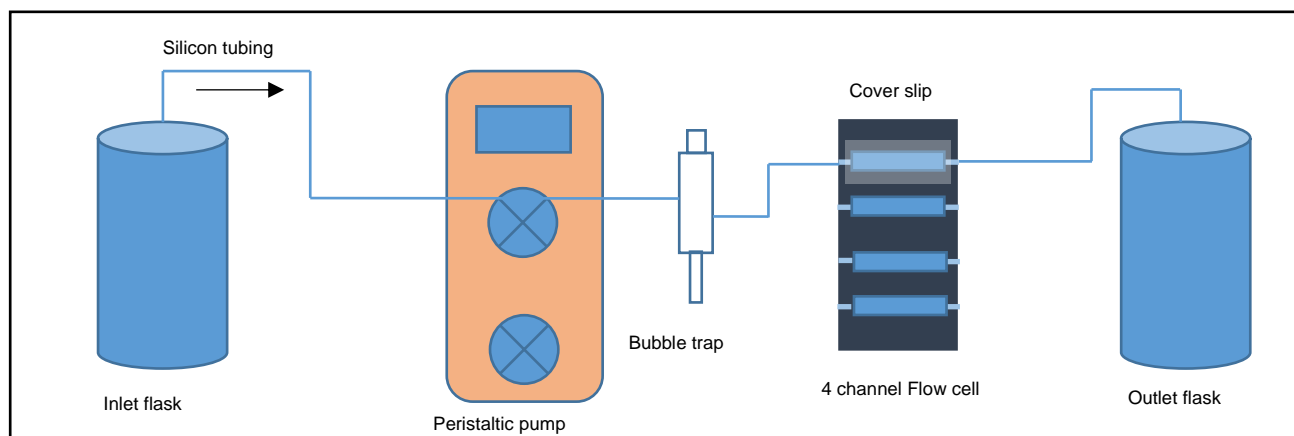 Silicon tubing
Cover slip
Bubble trap
4 channel Flow cell
Outlet flask
Inlet flask
Peristaltic pump